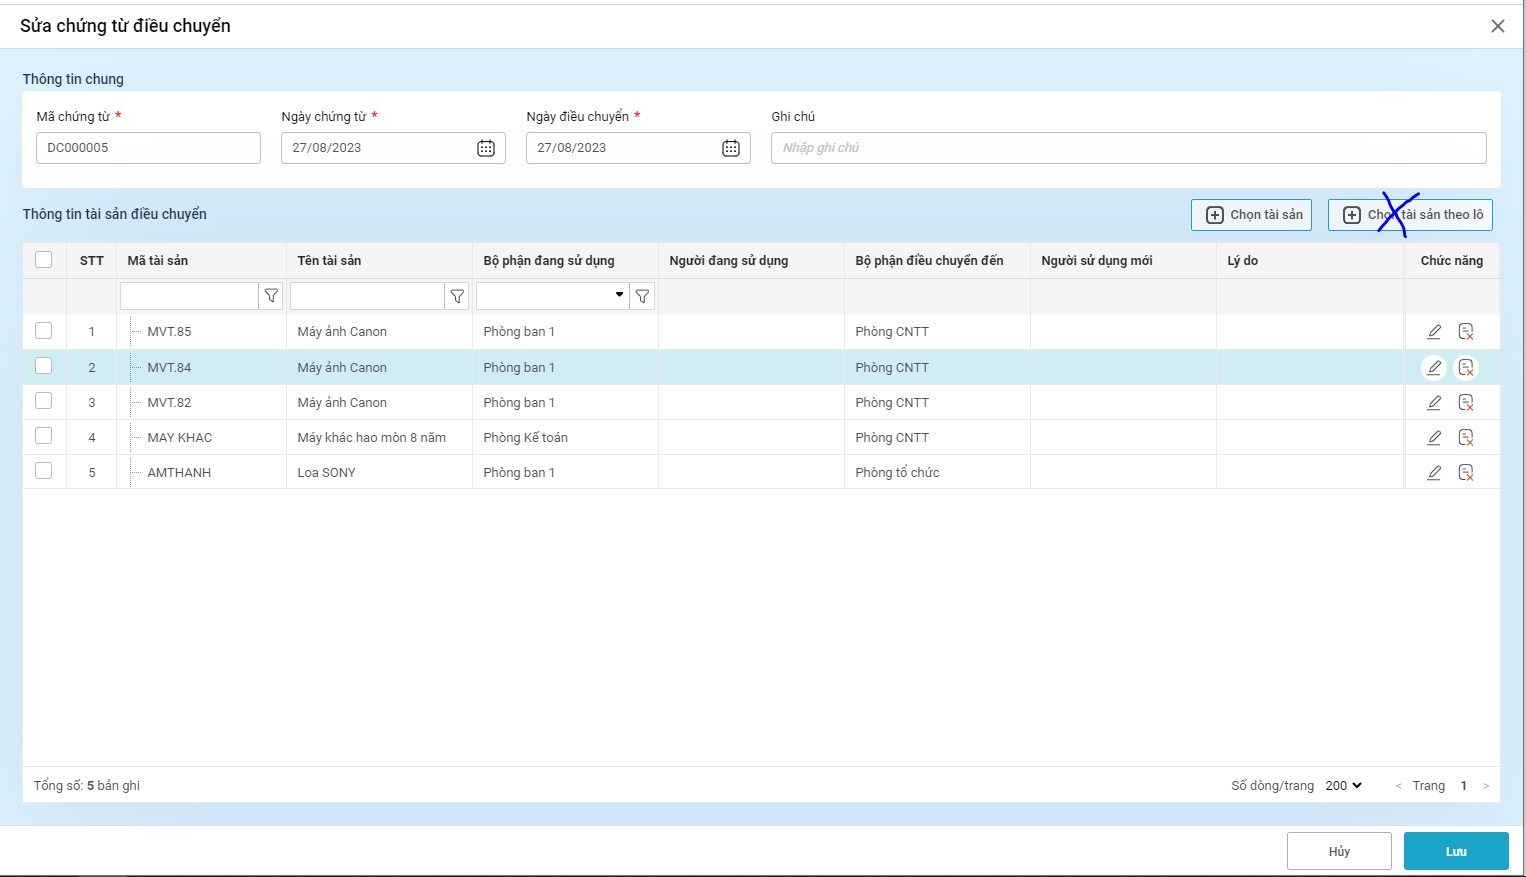 Sửa chứng từ điều chuyển
Thông tin chung
Mã chứng từ * Ngày chứng từ * Ngày điều chuyển * Ghi chú
DC000005 27/08/2023 27/08/2023 Nhập ghi chú
Thông tin tài sản điều chuyển Chọn tài sản Chọn tài sản theo lô
STT Mã tài sản Tên tài sản Bộ phận đang sử dụng Người đang sử dụng Bộ phận điều chuyển đến Người sử dụng mới Lý do Chức năng
1 MVT.85 Máy ảnh Canon Phòng ban 1 Phòng CNTT
2 MVT.84 Máy ảnh Canon Phòng ban 1 Phòng CNTT
3 MVT.82 Máy ảnh Canon Phòng ban 1 Phòng CNTT
4 MAY KHAC Máy khác hao mòn 8 năm Phòng Kế toán Phòng CNTT
5 AMTHANH Loa SONY Phòng ban 1 Phòng tổ chức
Tổng số: 5 bản ghi Số dòng/trang 200 < Trang 1 >
Hủy Lưu